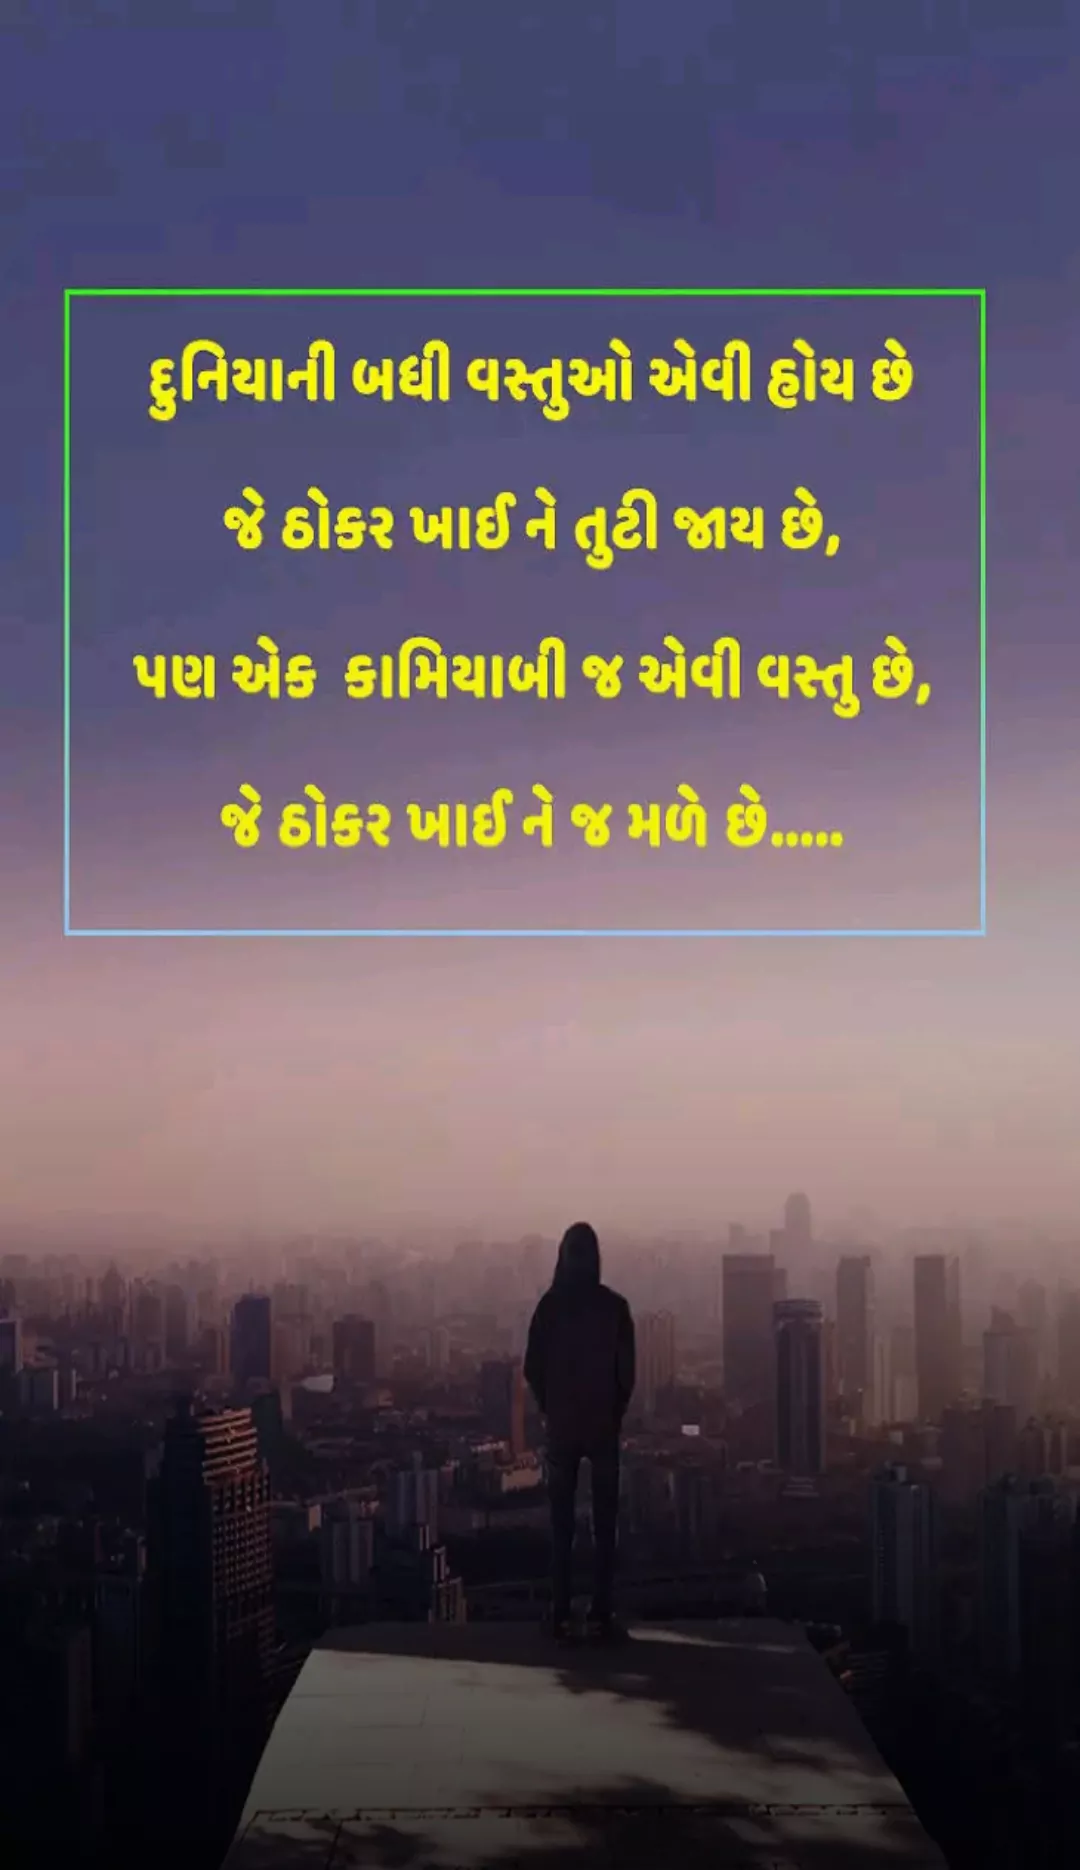 દુનિયાની બધી વસ્તુઓ એવી હોય છે
જે ઠોકર ખાઈ ને તુટી જાય છે,
પણ એક કામિયાબી જ એવી વસ્તુ છે,
જે ઠોકર ખાઈ ને જ મળે છે.....